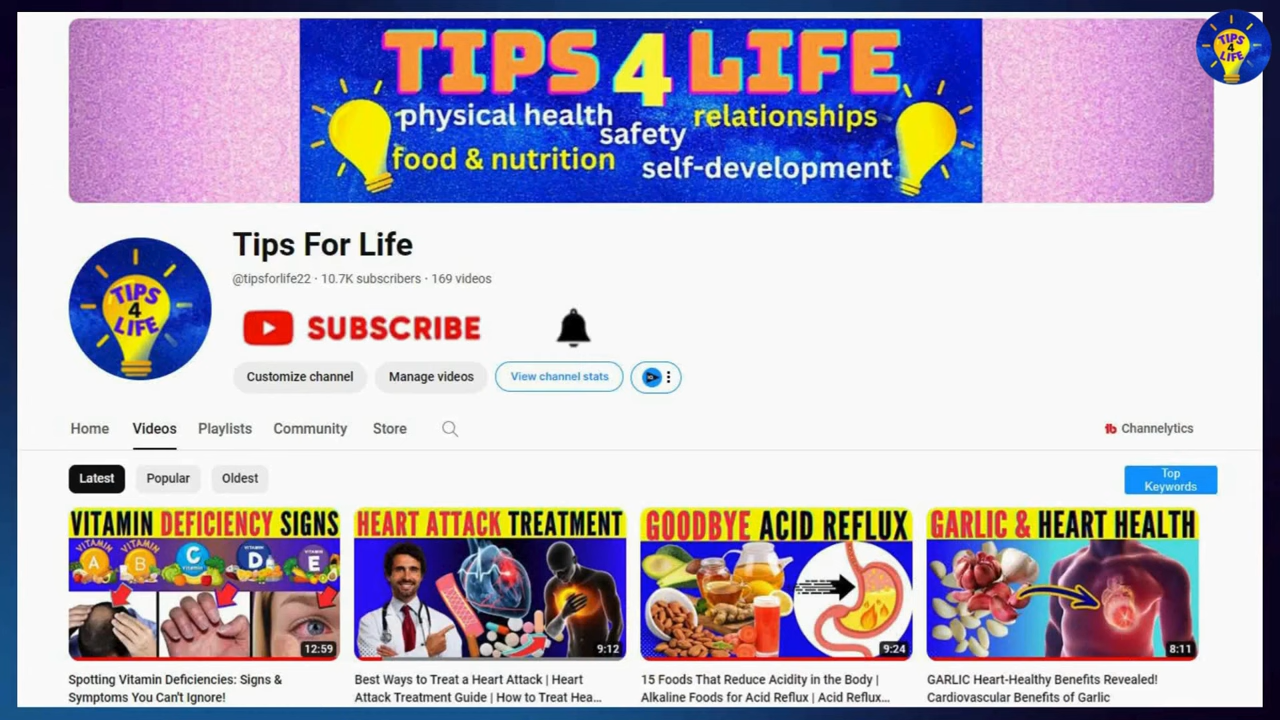 TIPS 4 LIFE
physical health
relationships
safety
food & nutrition
self-development
TIPS
4
LIFE
Tips For Life
@tipsforlife22 · 10.7K subscribers · 169 videos
TIPS
4
LIFE
SUBSCRIBE
Customize channel
Manage videos
View channel stats
Home
Videos
Playlists
Community
Store
Channelytics
Latest
Popular
Oldest
Top
Keywords
VITAMIN DEFICIENCY SIGNS
VITAMIN
A
VITAMIN
B
C
D
E
12:59
Spotting Vitamin Deficiencies: Signs &
Symptoms You Can't Ignore!
HEART ATTACK TREATMENT
9:12
Best Ways to Treat a Heart Attack | Heart
Attack Treatment Guide | How to Treat Hea...
GOODBYE ACID REFLUX
9:24
15 Foods That Reduce Acidity in the Body |
Alkaline Foods for Acid Reflux | Acid Reflux...
GARLIC & HEART HEALTH
8:11
GARLIC Heart-Healthy Benefits Revealed!
Cardiovascular Benefits of Garlic